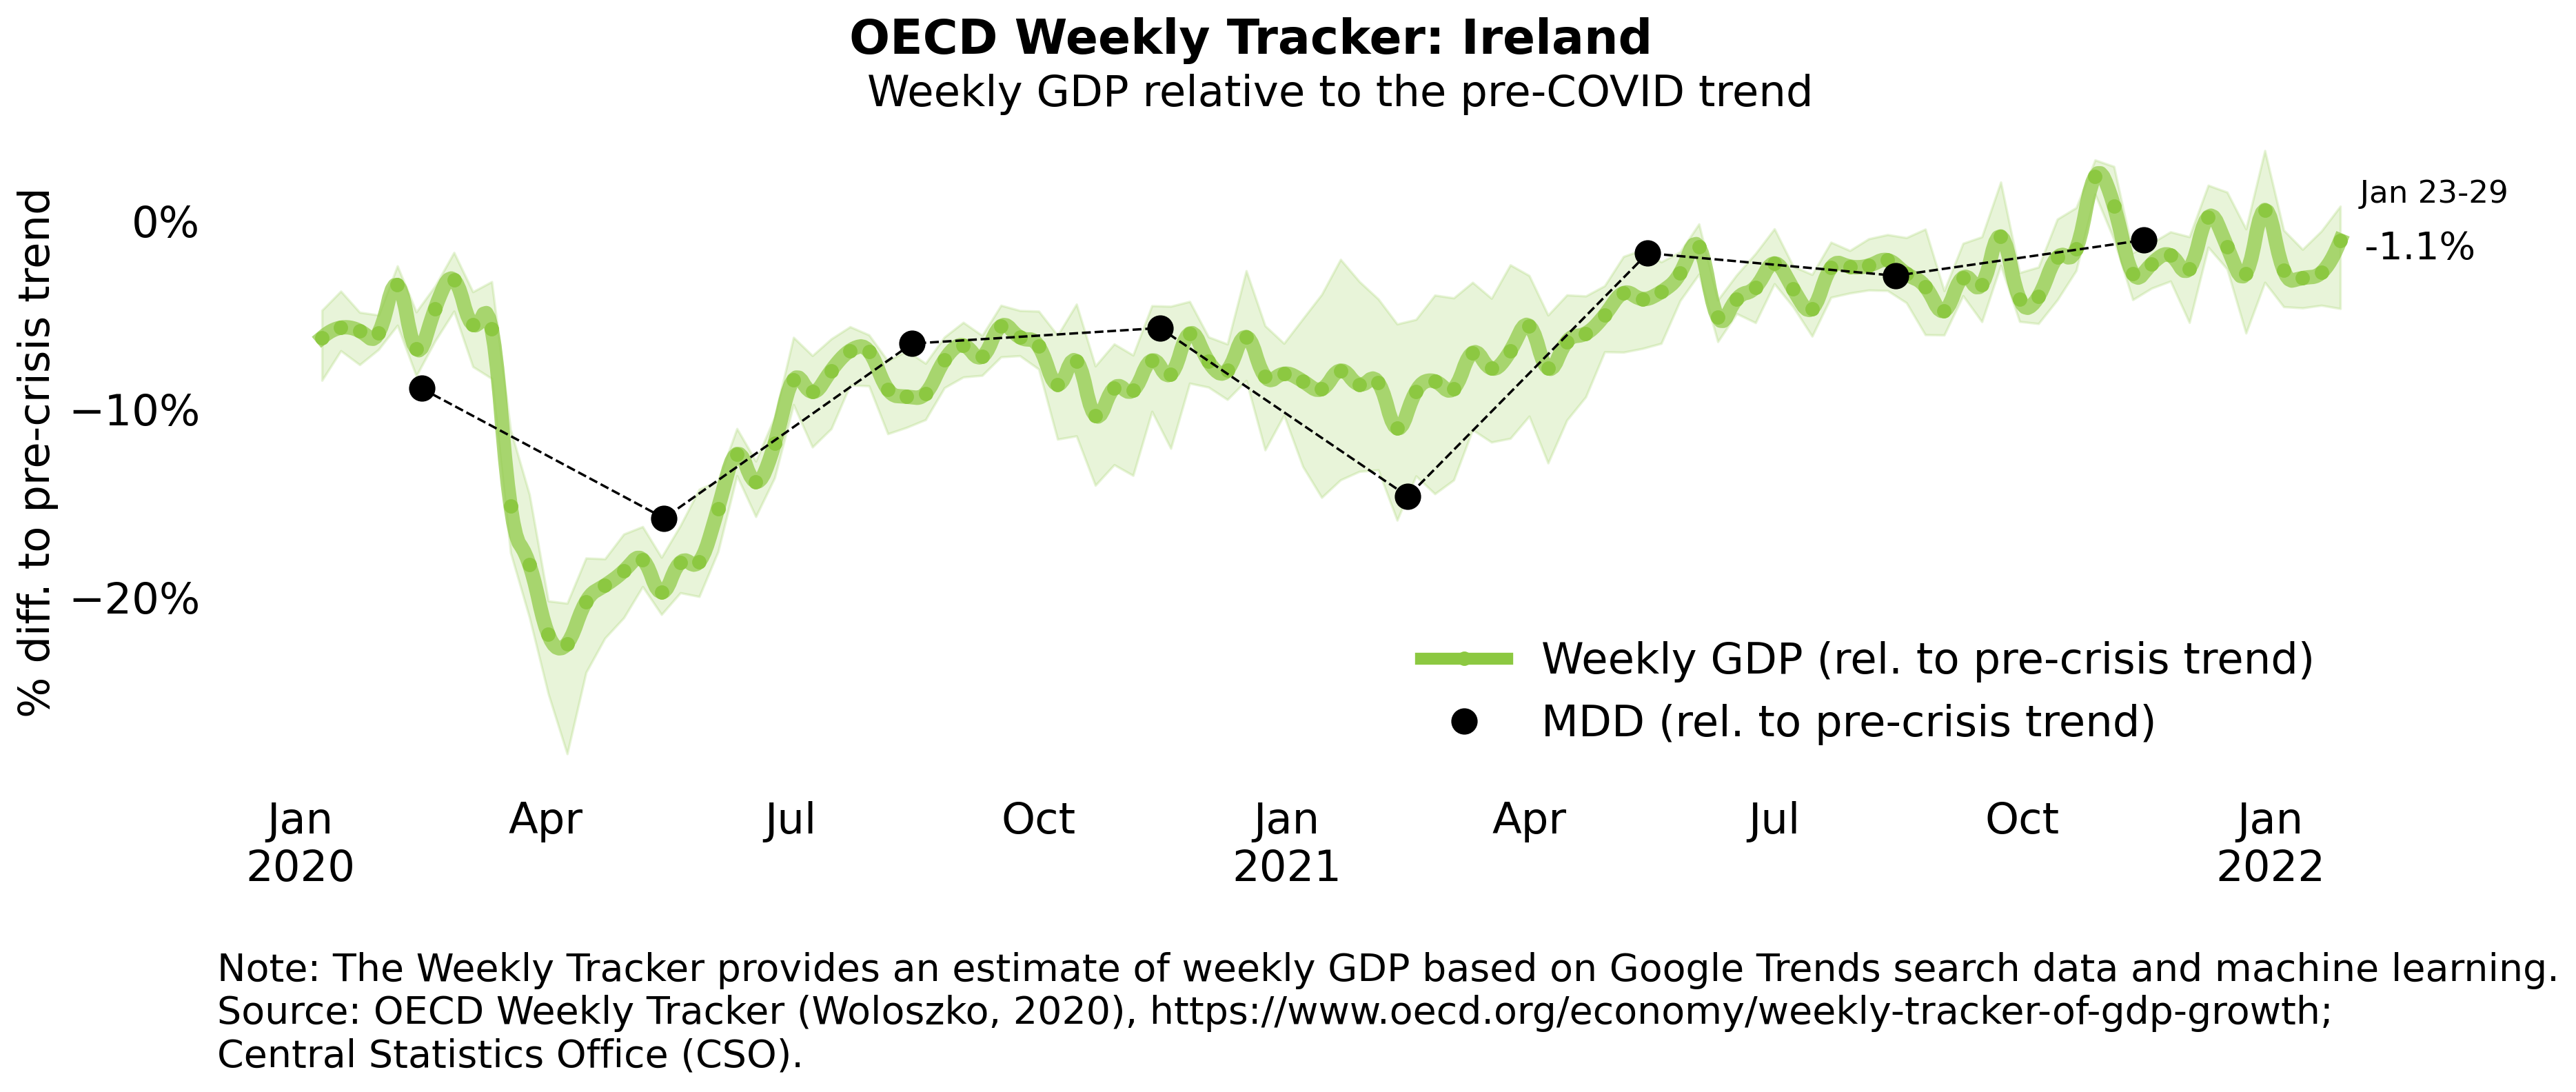 OECD Weekly Tracker: Ireland
Weekly GDP relative to the pre-COVID trend
% diff. to pre-crisis trend
0%
−10%
−20%
Jan 23-29
-1.1%
Weekly GDP (rel. to pre-crisis trend)
MDD (rel. to pre-crisis trend)
Jan Apr Jul Oct Jan Apr Jul Oct Jan
2020 2021 2022
Note: The Weekly Tracker provides an estimate of weekly GDP based on Google Trends search data and machine learning.
Source: OECD Weekly Tracker (Woloszko, 2020), https://www.oecd.org/economy/weekly-tracker-of-gdp-growth;
Central Statistics Office (CSO).